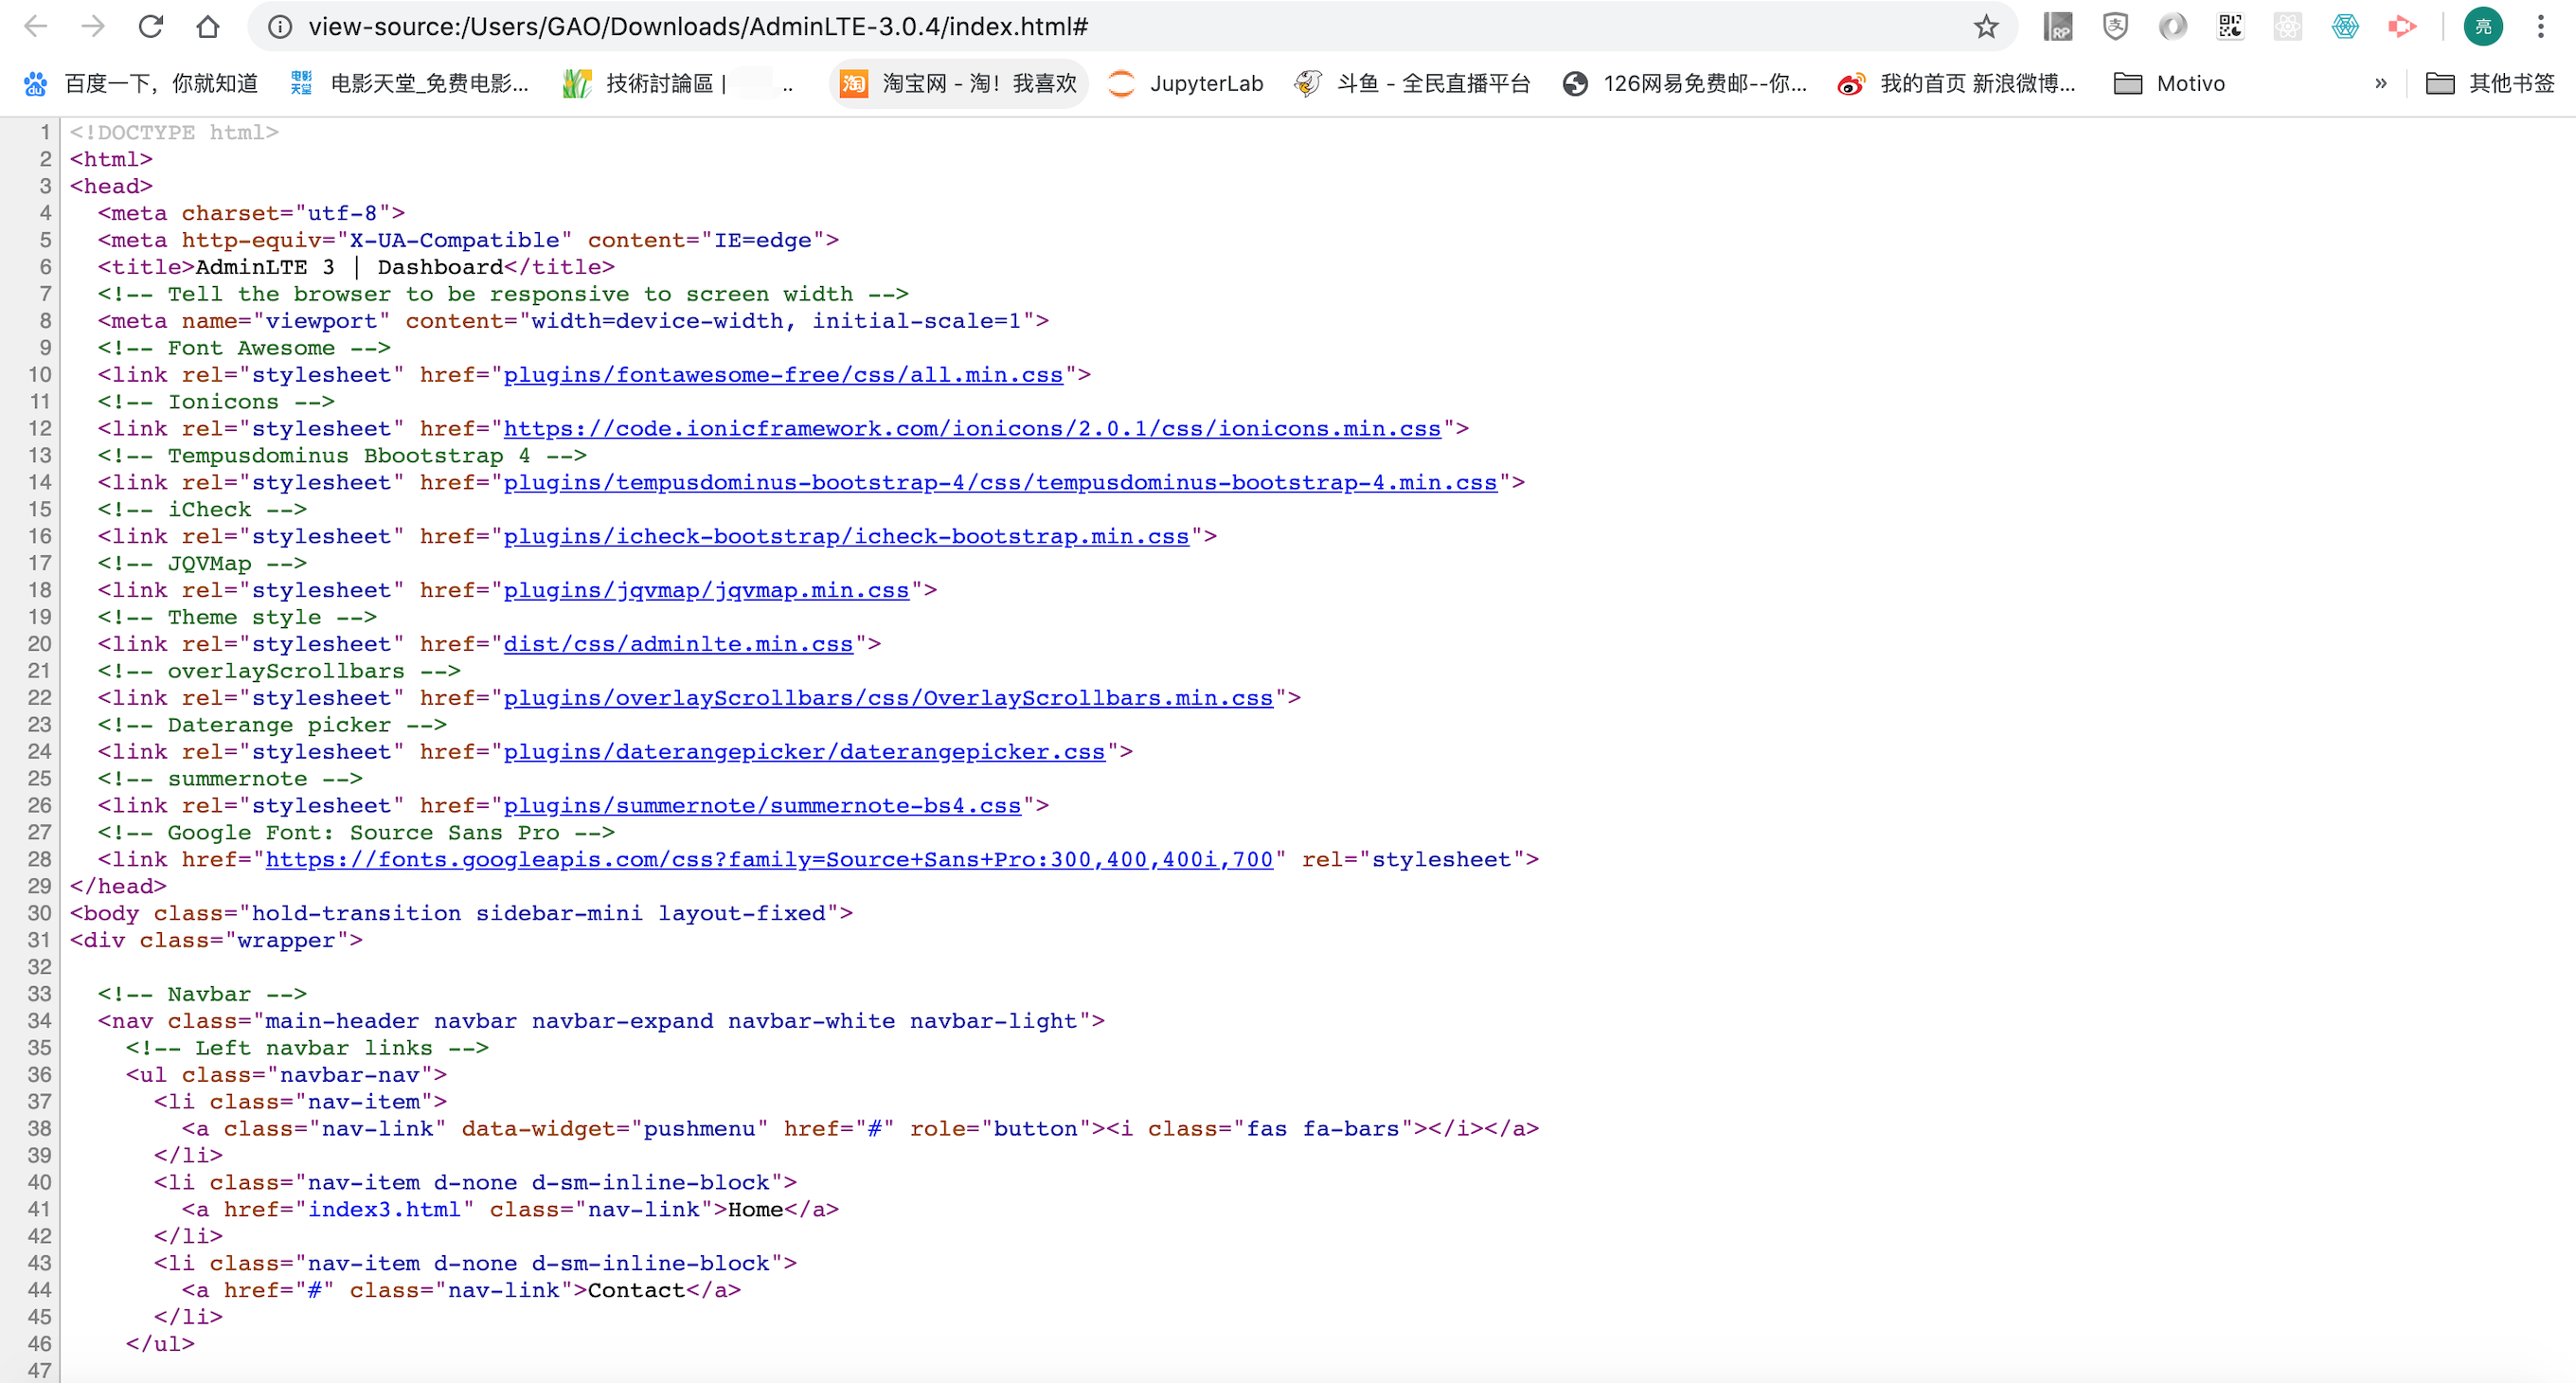 view-source:/Users/GAO/Downloads/AdminLTE-3.0.4/index.html#
RP 支 亮
du 百度一下，你就知道 电影天堂 电影天堂_免费电影... 技術討論區 | .. 淘 淘宝网 - 淘！我喜欢 JupyterLab 斗鱼 - 全民直播平台 126网易免费邮--你... 我的首页 新浪微博... Motivo » 其他书签
1 <!DOCTYPE html>
2 <html>
3 <head>
4 <meta charset="utf-8">
5 <meta http-equiv="X-UA-Compatible" content="IE=edge">
6 <title>AdminLTE 3 | Dashboard</title>
7 <!-- Tell the browser to be responsive to screen width -->
8 <meta name="viewport" content="width=device-width, initial-scale=1">
9 <!-- Font Awesome -->
10 <link rel="stylesheet" href="plugins/fontawesome-free/css/all.min.css">
11 <!-- Ionicons -->
12 <link rel="stylesheet" href="https://code.ionicframework.com/ionicons/2.0.1/css/ionicons.min.css">
13 <!-- Tempusdominus Bbootstrap 4 -->
14 <link rel="stylesheet" href="plugins/tempusdominus-bootstrap-4/css/tempusdominus-bootstrap-4.min.css">
15 <!-- iCheck -->
16 <link rel="stylesheet" href="plugins/icheck-bootstrap/icheck-bootstrap.min.css">
17 <!-- JQVMap -->
18 <link rel="stylesheet" href="plugins/jqvmap/jqvmap.min.css">
19 <!-- Theme style -->
20 <link rel="stylesheet" href="dist/css/adminlte.min.css">
21 <!-- overlayScrollbars -->
22 <link rel="stylesheet" href="plugins/overlayScrollbars/css/OverlayScrollbars.min.css">
23 <!-- Daterange picker -->
24 <link rel="stylesheet" href="plugins/daterangepicker/daterangepicker.css">
25 <!-- summernote -->
26 <link rel="stylesheet" href="plugins/summernote/summernote-bs4.css">
27 <!-- Google Font: Source Sans Pro -->
28 <link href="https://fonts.googleapis.com/css?family=Source+Sans+Pro:300,400,400i,700" rel="stylesheet">
29 </head>
30 <body class="hold-transition sidebar-mini layout-fixed">
31 <div class="wrapper">
32
33 <!-- Navbar -->
34 <nav class="main-header navbar navbar-expand navbar-white navbar-light">
35 <!-- Left navbar links -->
36 <ul class="navbar-nav">
37 <li class="nav-item">
38 <a class="nav-link" data-widget="pushmenu" href="#" role="button"><i class="fas fa-bars"></i></a>
39 </li>
40 <li class="nav-item d-none d-sm-inline-block">
41 <a href="index3.html" class="nav-link">Home</a>
42 </li>
43 <li class="nav-item d-none d-sm-inline-block">
44 <a href="#" class="nav-link">Contact</a>
45 </li>
46 </ul>
47